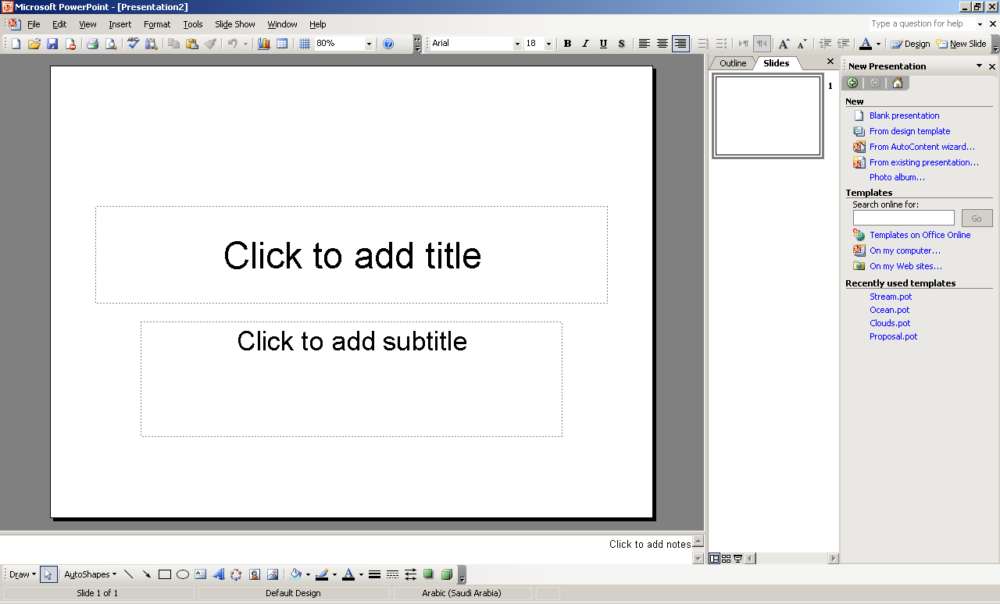 Microsoft PowerPoint - [Presentation2]
File Edit View Insert Format Tools Slide Show Window Help
Type a question for help
80%
Arial
18
B I U S
A A A
Design
New Slide
Outline
Slides
1
Click to add title
Click to add subtitle
Click to add notes
New Presentation
New
Blank presentation
From design template
From AutoContent wizard...
From existing presentation...
Photo album...
Templates
Search online for:
Go
Templates on Office Online
On my computer...
On my Web sites...
Recently used templates
Stream.pot
Ocean.pot
Clouds.pot
Proposal.pot
Draw
AutoShapes
Slide 1 of 1
Default Design
Arabic (Saudi Arabia)